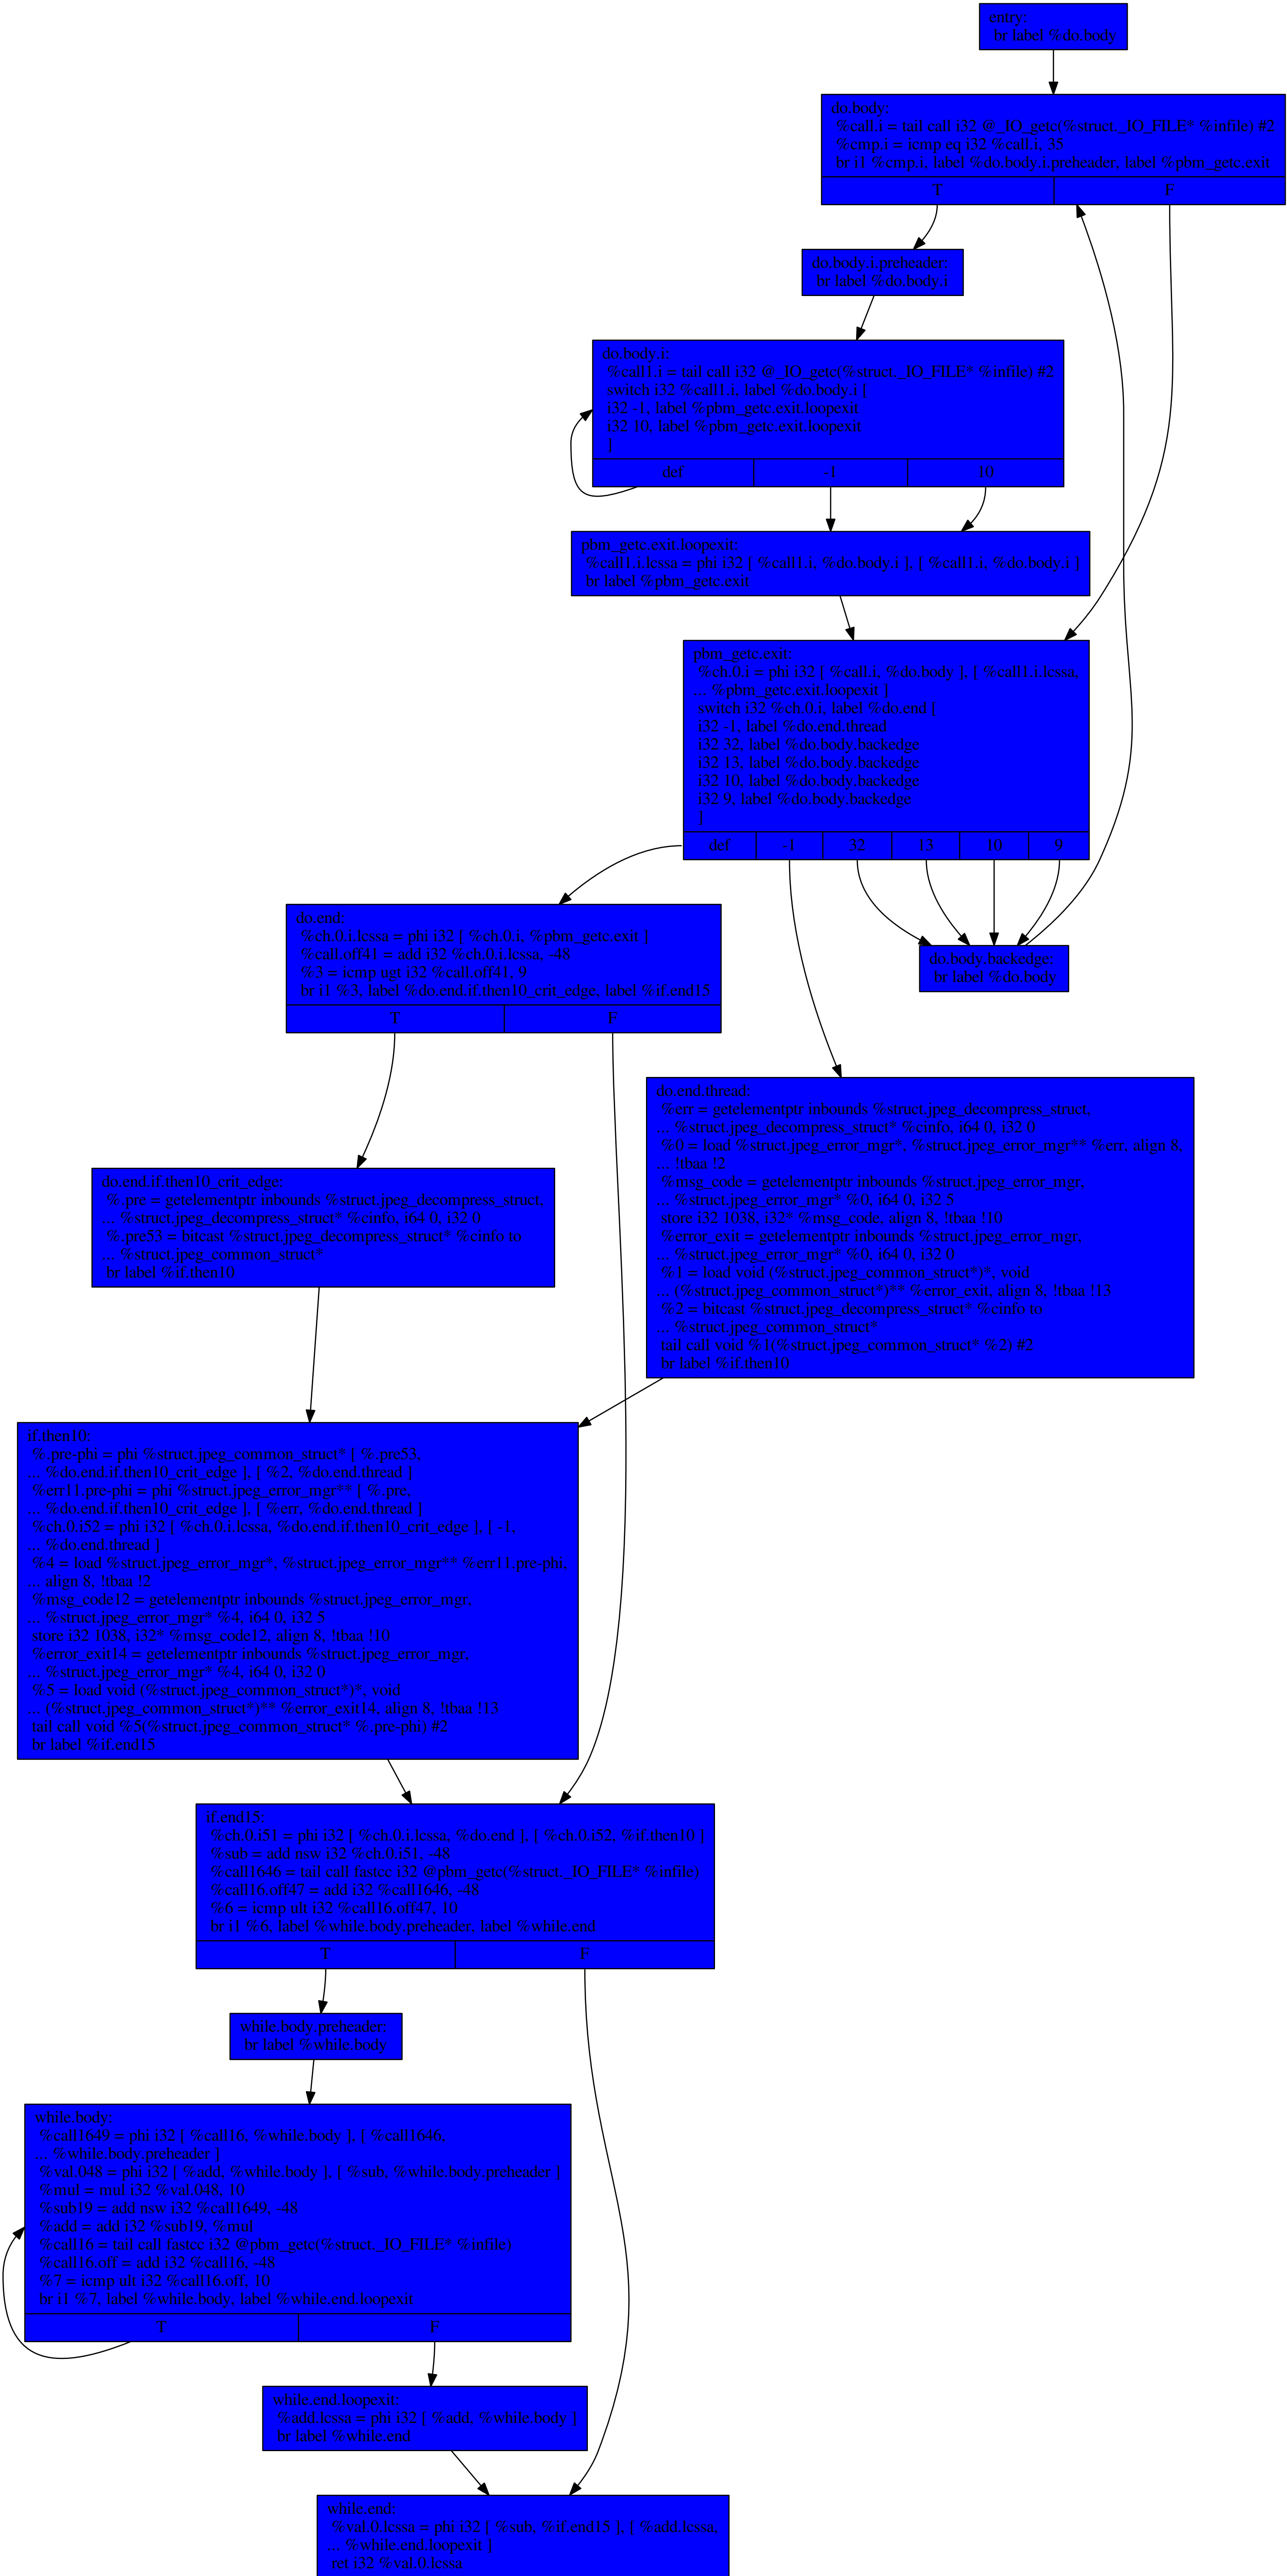 entry:
br label %do.body
do.body:
%call.i = tail call i32 @_IO_getc(%struct._IO_FILE* %infile) #2
%cmp.i = icmp eq i32 %call.i, 35
br i1 %cmp.i, label %do.body.i.preheader, label %pbm_getc.exit
T F
do.body.i.preheader:
br label %do.body.i
do.body.i:
%call1.i = tail call i32 @_IO_getc(%struct._IO_FILE* %infile) #2
switch i32 %call1.i, label %do.body.i [
i32 -1, label %pbm_getc.exit.loopexit
i32 10, label %pbm_getc.exit.loopexit
]
def -1 10
pbm_getc.exit.loopexit:
%call1.i.lcssa = phi i32 [ %call1.i, %do.body.i ], [ %call1.i, %do.body.i ]
br label %pbm_getc.exit
pbm_getc.exit:
%ch.0.i = phi i32 [ %call.i, %do.body ], [ %call1.i.lcssa,
... %pbm_getc.exit.loopexit ]
switch i32 %ch.0.i, label %do.end [
i32 -1, label %do.end.thread
i32 32, label %do.body.backedge
i32 13, label %do.body.backedge
i32 10, label %do.body.backedge
i32 9, label %do.body.backedge
]
def -1 32 13 10 9
do.end:
%ch.0.i.lcssa = phi i32 [ %ch.0.i, %pbm_getc.exit ]
%call.off41 = add i32 %ch.0.i.lcssa, -48
%3 = icmp ugt i32 %call.off41, 9
br i1 %3, label %do.end.if.then10_crit_edge, label %if.end15
T F
do.body.backedge:
br label %do.body
do.end.thread:
%err = getelementptr inbounds %struct.jpeg_decompress_struct,
... %struct.jpeg_decompress_struct* %cinfo, i64 0, i32 0
%0 = load %struct.jpeg_error_mgr*, %struct.jpeg_error_mgr** %err, align 8,
... !tbaa !2
%msg_code = getelementptr inbounds %struct.jpeg_error_mgr,
... %struct.jpeg_error_mgr* %0, i64 0, i32 5
store i32 1038, i32* %msg_code, align 8, !tbaa !10
%error_exit = getelementptr inbounds %struct.jpeg_error_mgr,
... %struct.jpeg_error_mgr* %0, i64 0, i32 0
%1 = load void (%struct.jpeg_common_struct*)*, void
... (%struct.jpeg_common_struct*)** %error_exit, align 8, !tbaa !13
%2 = bitcast %struct.jpeg_decompress_struct* %cinfo to
... %struct.jpeg_common_struct*
tail call void %1(%struct.jpeg_common_struct* %2) #2
br label %if.then10
do.end.if.then10_crit_edge:
%.pre = getelementptr inbounds %struct.jpeg_decompress_struct,
... %struct.jpeg_decompress_struct* %cinfo, i64 0, i32 0
%.pre53 = bitcast %struct.jpeg_decompress_struct* %cinfo to
... %struct.jpeg_common_struct*
br label %if.then10
if.then10:
%.pre-phi = phi %struct.jpeg_common_struct* [ %.pre53,
... %do.end.if.then10_crit_edge ], [ %2, %do.end.thread ]
%err11.pre-phi = phi %struct.jpeg_error_mgr** [ %.pre,
... %do.end.if.then10_crit_edge ], [ %err, %do.end.thread ]
%ch.0.i52 = phi i32 [ %ch.0.i.lcssa, %do.end.if.then10_crit_edge ], [ -1,
... %do.end.thread ]
%4 = load %struct.jpeg_error_mgr*, %struct.jpeg_error_mgr** %err11.pre-phi,
... align 8, !tbaa !2
%msg_code12 = getelementptr inbounds %struct.jpeg_error_mgr,
... %struct.jpeg_error_mgr* %4, i64 0, i32 5
store i32 1038, i32* %msg_code12, align 8, !tbaa !10
%error_exit14 = getelementptr inbounds %struct.jpeg_error_mgr,
... %struct.jpeg_error_mgr* %4, i64 0, i32 0
%5 = load void (%struct.jpeg_common_struct*)*, void
... (%struct.jpeg_common_struct*)** %error_exit14, align 8, !tbaa !13
tail call void %5(%struct.jpeg_common_struct* %.pre-phi) #2
br label %if.end15
if.end15:
%ch.0.i51 = phi i32 [ %ch.0.i.lcssa, %do.end ], [ %ch.0.i52, %if.then10 ]
%sub = add nsw i32 %ch.0.i51, -48
%call1646 = tail call fastcc i32 @pbm_getc(%struct._IO_FILE* %infile)
%call16.off47 = add i32 %call1646, -48
%6 = icmp ult i32 %call16.off47, 10
br i1 %6, label %while.body.preheader, label %while.end
T F
while.body.preheader:
br label %while.body
while.body:
%call1649 = phi i32 [ %call16, %while.body ], [ %call1646,
... %while.body.preheader ]
%val.048 = phi i32 [ %add, %while.body ], [ %sub, %while.body.preheader ]
%mul = mul i32 %val.048, 10
%sub19 = add nsw i32 %call1649, -48
%add = add i32 %sub19, %mul
%call16 = tail call fastcc i32 @pbm_getc(%struct._IO_FILE* %infile)
%call16.off = add i32 %call16, -48
%7 = icmp ult i32 %call16.off, 10
br i1 %7, label %while.body, label %while.end.loopexit
T F
while.end.loopexit:
%add.lcssa = phi i32 [ %add, %while.body ]
br label %while.end
while.end:
%val.0.lcssa = phi i32 [ %sub, %if.end15 ], [ %add.lcssa,
... %while.end.loopexit ]
ret i32 %val.0.lcssa